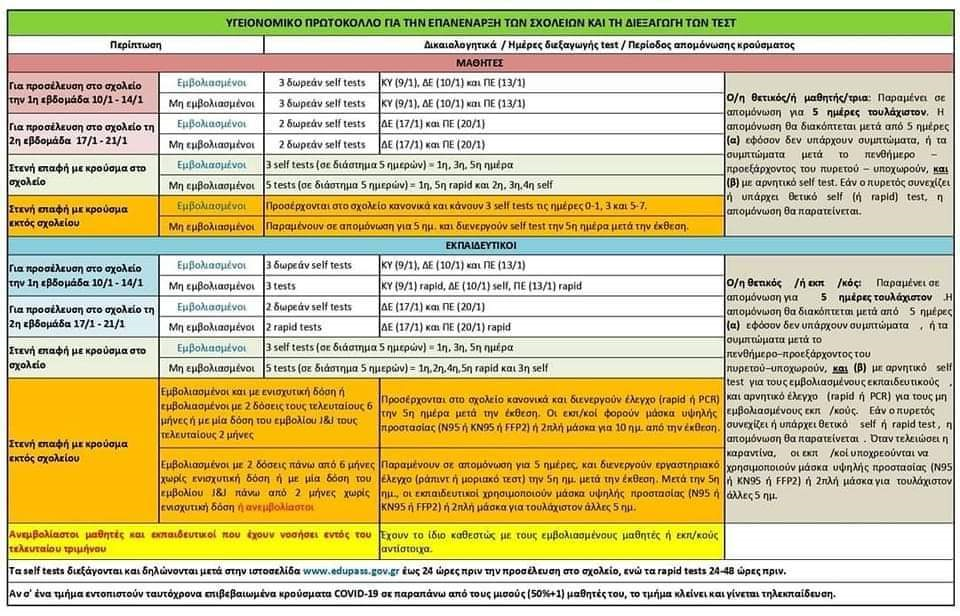 ΥΓΕΙΟΝΟΜΙΚΟ ΠΡΩΤΟΚΟΛΛΟ ΓΙΑ ΤΗΝ ΕΠΑΝΕΝΑΡΞΗ ΤΩΝ ΣΧΟΛΕΙΩΝ ΚΑΙ ΤΗ ΔΙΕΞΑΓΩΓΗ ΤΩΝ ΤΕΣΤ
Περίπτωση
Δικαιολογητικά / Ημέρες διεξαγωγής test / Περίοδος απομόνωσης κρούσματος
ΜΑΘΗΤΕΣ
Για προσέλευση στο σχολείο
την 1η εβδομάδα 10/1 - 14/1
Εμβολιασμένοι
3 δωρεάν self tests
ΚΥ (9/1), ΔΕ (10/1) και ΠΕ (13/1)
Μη εμβολιασμένοι
3 δωρεάν self tests
ΚΥ (9/1), ΔΕ (10/1) και ΠΕ (13/1)
Για προσέλευση στο σχολείο τη
2η εβδομάδα 17/1 - 21/1
Εμβολιασμένοι
2 δωρεάν self tests
ΔΕ (17/1) και ΠΕ (20/1)
Μη εμβολιασμένοι
2 δωρεάν self tests
ΔΕ (17/1) και ΠΕ (20/1)
Στενή επαφή με κρούσμα στο
σχολείο
Εμβολιασμένοι
3 self tests (σε διάστημα 5 ημερών) = 1η, 3η, 5η ημέρα
Μη εμβολιασμένοι
5 tests (σε διάστημα 5 ημερών) = 1η, 5η rapid και 2η, 3η,4η self
Στενή επαφή με κρούσμα
εκτός σχολείου
Εμβολιασμένοι
Προσέρχονται στο σχολείο κανονικά και κάνουν 3 self tests τις ημέρες 0-1, 3 και 5-7.
Μη εμβολιασμένοι
Παραμένουν σε απομόνωση για 5 ημ. και διενεργούν self test την 5η ημέρα μετά την έκθεση.
Ο/η θετικός/ή μαθητής/τρια: Παραμένει σε
απομόνωση για 5 ημέρες τουλάχιστον. Η
απομόνωση θα διακόπτεται μετά από 5 ημέρες
(α) εφόσον δεν υπάρχουν συμπτώματα, ή τα
συμπτώματα μετά το πενθήμερο –
προεξάρχοντος του πυρετού – υποχωρούν, και
(β) με αρνητικό self test. Εάν ο πυρετός συνεχίζει
ή υπάρχει θετικό self (ή rapid) test, η
απομόνωση θα παρατείνεται.
ΕΚΠΑΙΔΕΥΤΙΚΟΙ
Για προσέλευση στο σχολείο
την 1η εβδομάδα 10/1 - 14/1
Εμβολιασμένοι
3 δωρεάν self tests
ΚΥ (9/1), ΔΕ (10/1) και ΠΕ (13/1)
Μη εμβολιασμένοι
3 tests
ΚΥ (9/1) rapid, ΔΕ (10/1) self, ΠΕ (13/1) rapid
Για προσέλευση στο σχολείο τη
2η εβδομάδα 17/1 - 21/1
Εμβολιασμένοι
2 δωρεάν self tests
ΔΕ (17/1) και ΠΕ (20/1)
Μη εμβολιασμένοι
2 rapid tests
ΔΕ (17/1) και ΠΕ (20/1) rapid
Στενή επαφή με κρούσμα στο
σχολείο
Εμβολιασμένοι
3 self tests (σε διάστημα 5 ημερών) = 1η, 3η, 5η ημέρα
Μη εμβολιασμένοι
5 tests (σε διάστημα 5 ημερών) = 1η,2η,4η,5η rapid και 3η self
Στενή επαφή με κρούσμα
εκτός σχολείου
Εμβολιασμένοι και με ενισχυτική δόση ή
εμβολιασμένοι με 2 δόσεις τους τελευταίους 6
μήνες ή με μία δόση του εμβολίου J&J τους
τελευταίους 2 μήνες
Προσέρχονται στο σχολείο κανονικά και διενεργούν έλεγχο (rapid ή PCR)
την 5η ημέρα μετά την έκθεση. Οι εκπ/κοί φορούν μάσκα υψηλής
προστασίας (N95 ή KN95 ή FFP2) ή 2πλή μάσκα για 10 ημ. από την έκθεση.
Εμβολιασμένοι με 2 δόσεις πάνω από 6 μήνες
χωρίς ενισχυτική δόση ή με μία δόση του
εμβολίου J&J πάνω από 2 μήνες χωρίς
ενισχυτική δόση ή ανεμβολίαστοι
Παραμένουν σε απομόνωση για 5 ημέρες, και διενεργούν εργαστηριακό
έλεγχο (ράπιντ ή μοριακό τεστ) την 5η ημ. μετά την έκθεση. Μετά την 5η
ημ., οι εκπαιδευτικοί χρησιμοποιούν μάσκα υψηλής προστασίας (N95 ή
KN95 ή FFP2) ή 2πλή μάσκα για τουλάχιστον άλλες 5 ημ.
Ο/η θετικός /ή εκπ /κός: Παραμένει σε
απομόνωση για 5 ημέρες τουλάχιστον .Η
απομόνωση θα διακόπτεται μετά από 5 ημέρες
(α) εφόσον δεν υπάρχουν συμπτώματα , ή τα
συμπτώματα μετά το
πενθήμερο–προεξάρχοντος του
πυρετού–υποχωρούν, και (β) με αρνητικό self
test για τους εμβολιασμένους εκπαιδευτικούς ,
και αρνητικό έλεγχο (rapid ή PCR) για τους μη
εμβολιασμένους εκπ /κούς. Εάν ο πυρετός
συνεχίζει ή υπάρχει θετικό self ή rapid test , η
απομόνωση θα παρατείνεται . Όταν τελειώσει η
καραντίνα, οι εκπ /κοί υποχρεούνται να
χρησιμοποιούν μάσκα υψηλής προστασίας (N95
ή KN95 ή FFP2) ή 2πλή μάσκα για τουλάχιστον
άλλες 5 ημ.
Ανεμβολίαστοι μαθητές και εκπαιδευτικοί που έχουν νοσήσει εντός του
τελευταίου τριμήνου
Έχουν το ίδιο καθεστώς με τους εμβολιασμένους μαθητές ή εκπ/κούς
αντίστοιχα.
Τα self tests διεξάγονται και δηλώνονται μετά στην ιστοσελίδα www.edupass.gov.gr έως 24 ώρες πριν την προσέλευση στο σχολείο, ενώ τα rapid tests 24-48 ώρες πριν.
Αν σ' ένα τμήμα εντοπιστούν ταυτόχρονα επιβεβαιωμένα κρούσματα COVID-19 σε παραπάνω από τους μισούς (50%+1) μαθητές του, το τμήμα κλείνει και γίνεται τηλεκπαίδευση.